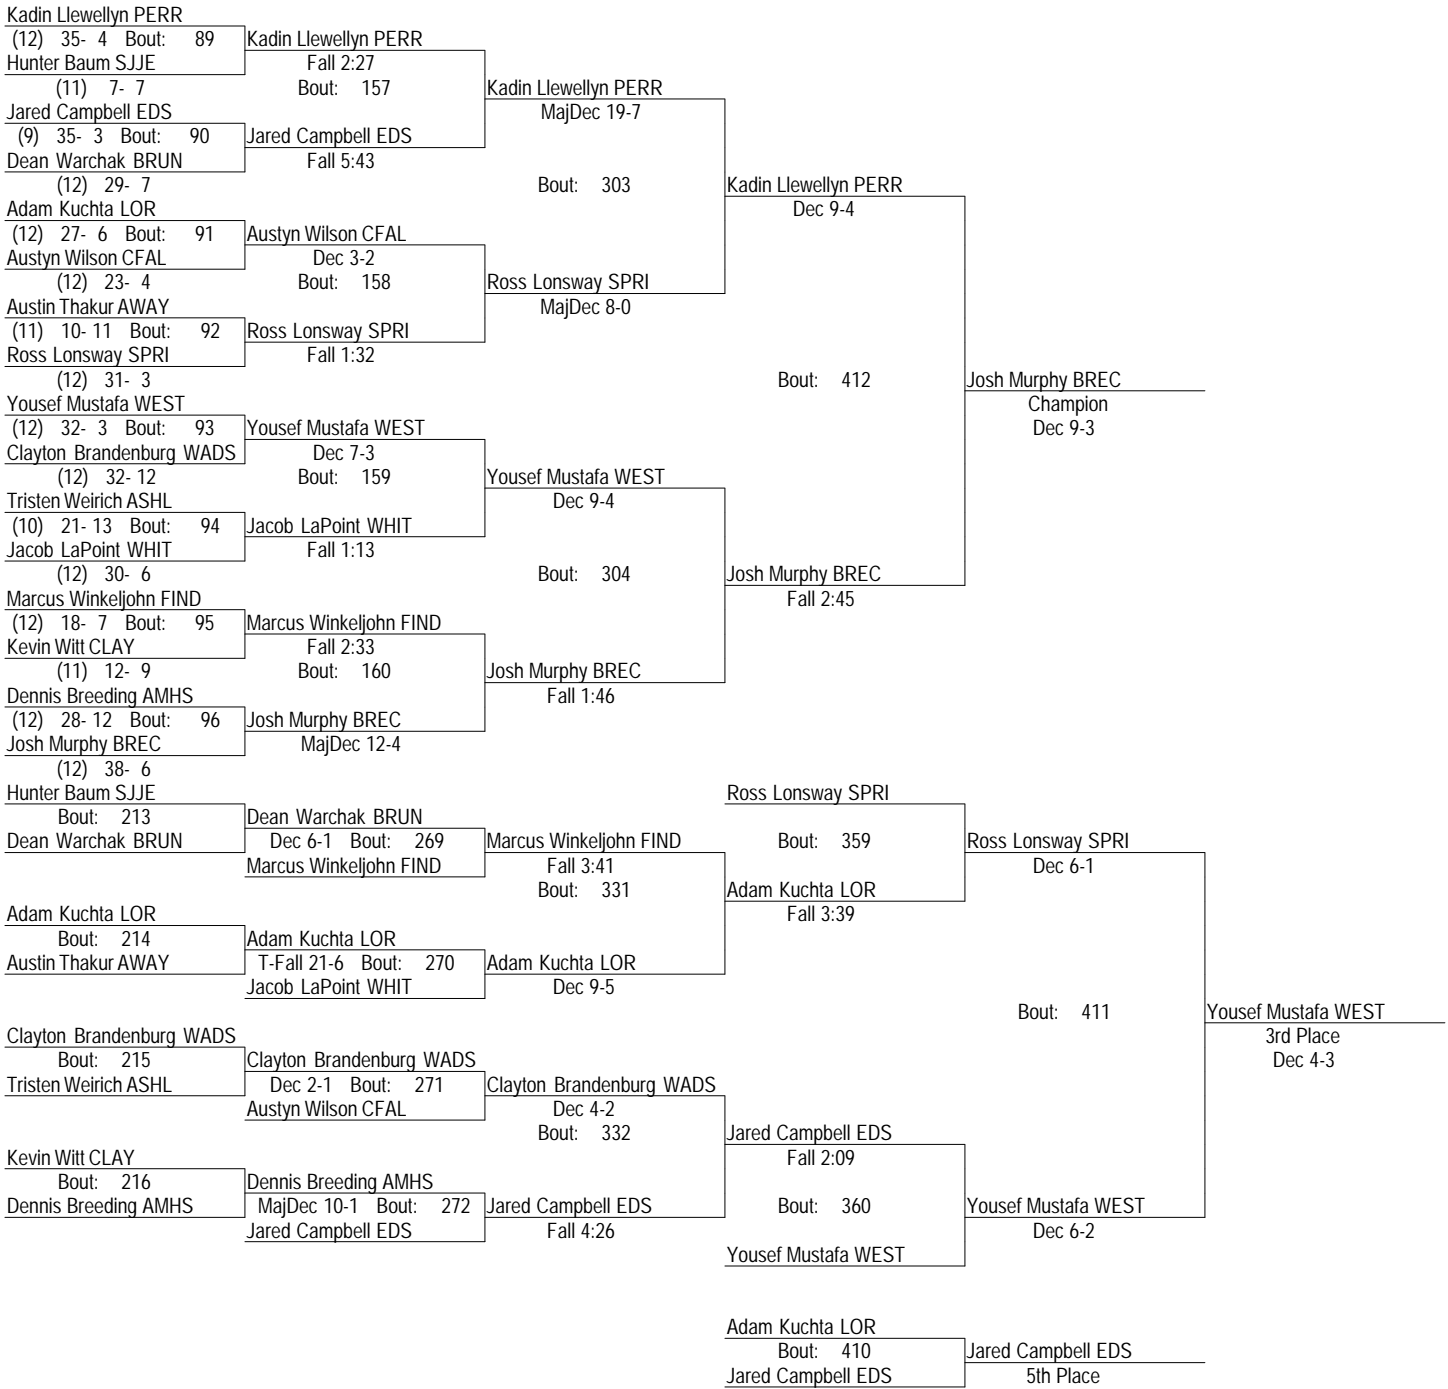 Kadin Llewellyn PERR
(12) 35- 4 Bout: 89 Kadin Llewellyn PERR
Hunter Baum SJJE Fall 2:27
(11) 7- 7 Bout: 157 Kadin Llewellyn PERR
Jared Campbell EDS MajDec 19-7
(9) 35- 3 Bout: 90 Jared Campbell EDS
Dean Warchak BRUN Fall 5:43
(12) 29- 7 Bout: 303 Kadin Llewellyn PERR
Adam Kuchta LOR Dec 9-4
(12) 27- 6 Bout: 91 Austyn Wilson CFAL
Austyn Wilson CFAL Dec 3-2
(12) 23- 4 Bout: 158 Ross Lonsway SPRI
Austin Thakur AWAY MajDec 8-0
(11) 10- 11 Bout: 92 Ross Lonsway SPRI
Ross Lonsway SPRI Fall 1:32
(12) 31- 3 Bout: 412 Josh Murphy BREC
Yousef Mustafa WEST Champion
(12) 32- 3 Bout: 93 Yousef Mustafa WEST Dec 9-3
Clayton Brandenburg WADS Dec 7-3
(12) 32- 12 Bout: 159 Yousef Mustafa WEST
Tristen Weirich ASHL Dec 9-4
(10) 21- 13 Bout: 94 Jacob LaPoint WHIT
Jacob LaPoint WHIT Fall 1:13
(12) 30- 6 Bout: 304 Josh Murphy BREC
Marcus Winkeljohn FIND Fall 2:45
(12) 18- 7 Bout: 95 Marcus Winkeljohn FIND
Kevin Witt CLAY Fall 2:33
(11) 12- 9 Bout: 160 Josh Murphy BREC
Dennis Breeding AMHS Fall 1:46
(12) 28- 12 Bout: 96 Josh Murphy BREC
Josh Murphy BREC MajDec 12-4
(12) 38- 6
Hunter Baum SJJE Ross Lonsway SPRI
Bout: 213 Dean Warchak BRUN
Dean Warchak BRUN Dec 6-1 Bout: 269 Marcus Winkeljohn FIND Bout: 359 Ross Lonsway SPRI
Marcus Winkeljohn FIND Fall 3:41 Dec 6-1
Bout: 331 Adam Kuchta LOR
Adam Kuchta LOR Fall 3:39
Bout: 214 Adam Kuchta LOR
Austin Thakur AWAY T-Fall 21-6 Bout: 270 Adam Kuchta LOR
Jacob LaPoint WHIT Dec 9-5
Bout: 411 Yousef Mustafa WEST
Clayton Brandenburg WADS 3rd Place
Bout: 215 Clayton Brandenburg WADS Dec 4-3
Tristen Weirich ASHL Dec 2-1 Bout: 271 Clayton Brandenburg WADS
Austyn Wilson CFAL Dec 4-2
Bout: 332 Jared Campbell EDS
Kevin Witt CLAY Fall 2:09
Bout: 216 Dennis Breeding AMHS
Dennis Breeding AMHS MajDec 10-1 Bout: 272 Jared Campbell EDS Bout: 360 Yousef Mustafa WEST
Jared Campbell EDS Fall 4:26 Dec 6-2
Yousef Mustafa WEST
Adam Kuchta LOR
Bout: 410 Jared Campbell EDS
Jared Campbell EDS 5th Place